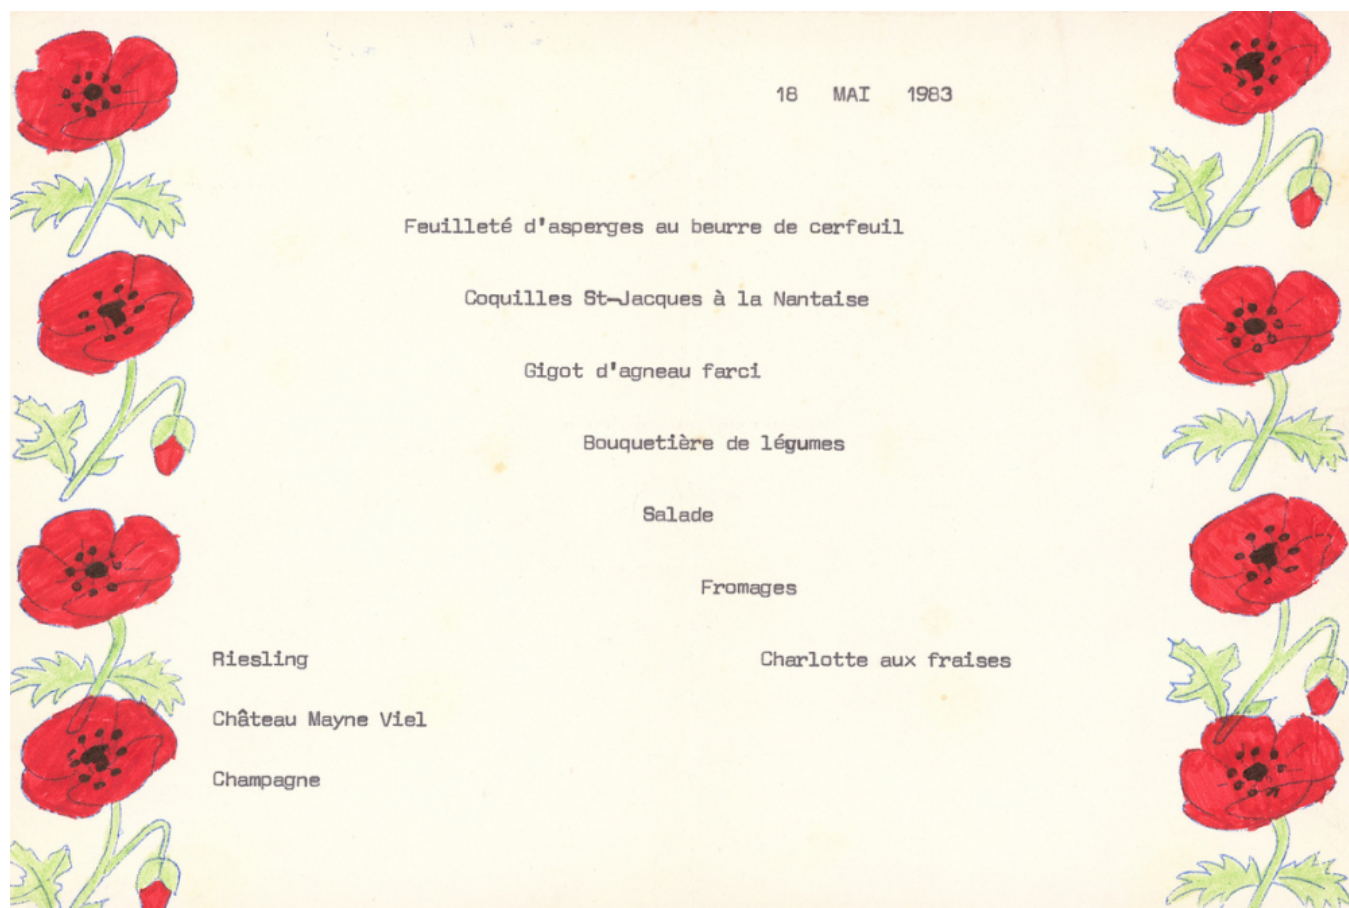 18 MAI 1983
Feuilleté d'asperges au beurre de cerfeuil
Coquilles St-Jacques à la Nantaise
Gigot d'agneau farci
Bouquetière de légumes
Salade
Fromages
Charlotte aux fraises
Riesling
Château Mayne Viel
Champagne